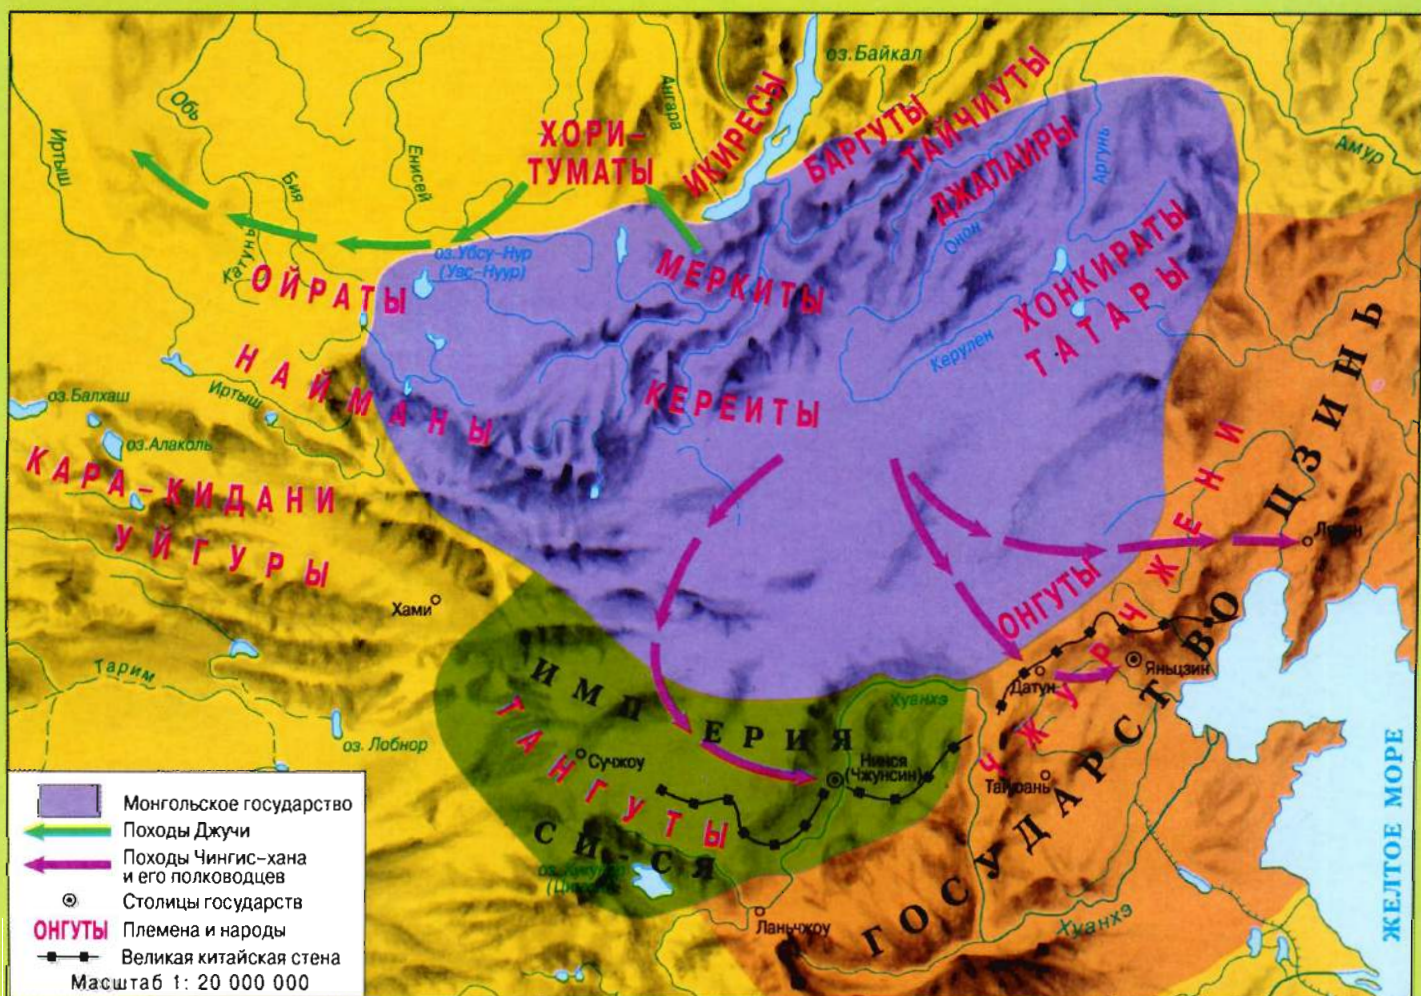 оз.Байкал
Ангара
Обь
Иртыш
Енисей
Бия
Катунь
ХОРИ-
ТУМАТЫ
ИКИРЕСЫ
БАРГУТЫ
ТАЙЧИУТЫ
ДЖАЛАИРЫ
Аргунь
Амур
Онон
оз.Убсу-Нур
(Увс-Нуур)
МЕРКИТЫ
ХОНКИРАТЫ
ТАТАРЫ
Керулен
ОЙРАТЫ
НАЙМАНЫ
Иртыш
КЕРЕИТЫ
оз.Балхаш
оз.Алаколь
КАРА-КИДАНИ
УЙГУРЫ
Хами
Тарим
оз. Лобнор
ОНГУТЫ
ЧЖУРЧЖЕНИ
ГОСУДАРСТВО ЦЗИНЬ
Яньцзин
Датун
Хуанхэ
ИМПЕРИЯ
СИ-СЯ
ТАНГУТЫ
Сучжоу
Нинся
(Чжунсин)
Ланьчжоу
Хуанхэ
ЖЕЛТОЕ МОРЕ
Монгольское государство
Походы Джучи
Походы Чингис-хана
и его полководцев
Столицы государств
ОНГУТЫ Племена и народы
Великая китайская стена
Масштаб 1: 20 000 000